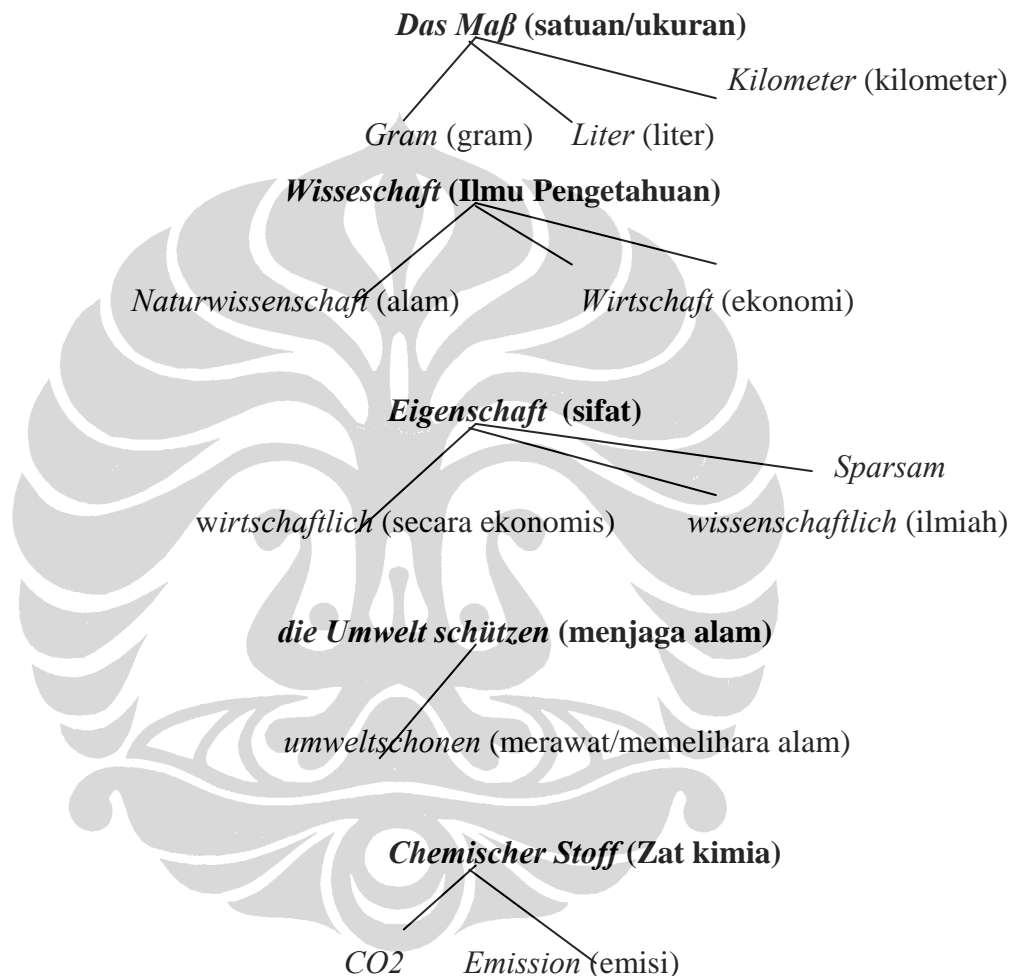 Das Maβ (satuan/ukuran)
Kilometer (kilometer)
Gram (gram) Liter (liter)
Wisseschaft (Ilmu Pengetahuan)
Naturwissenschaft (alam) Wirtschaft (ekonomi)
Eigenschaft (sifat)
Sparsam
wirtschaftlich (secara ekonomis) wissenschaftlich (ilmiah)
die Umwelt schützen (menjaga alam)
umweltschonen (merawat/memelihara alam)
Chemischer Stoff (Zat kimia)
CO2 Emission (emisi)